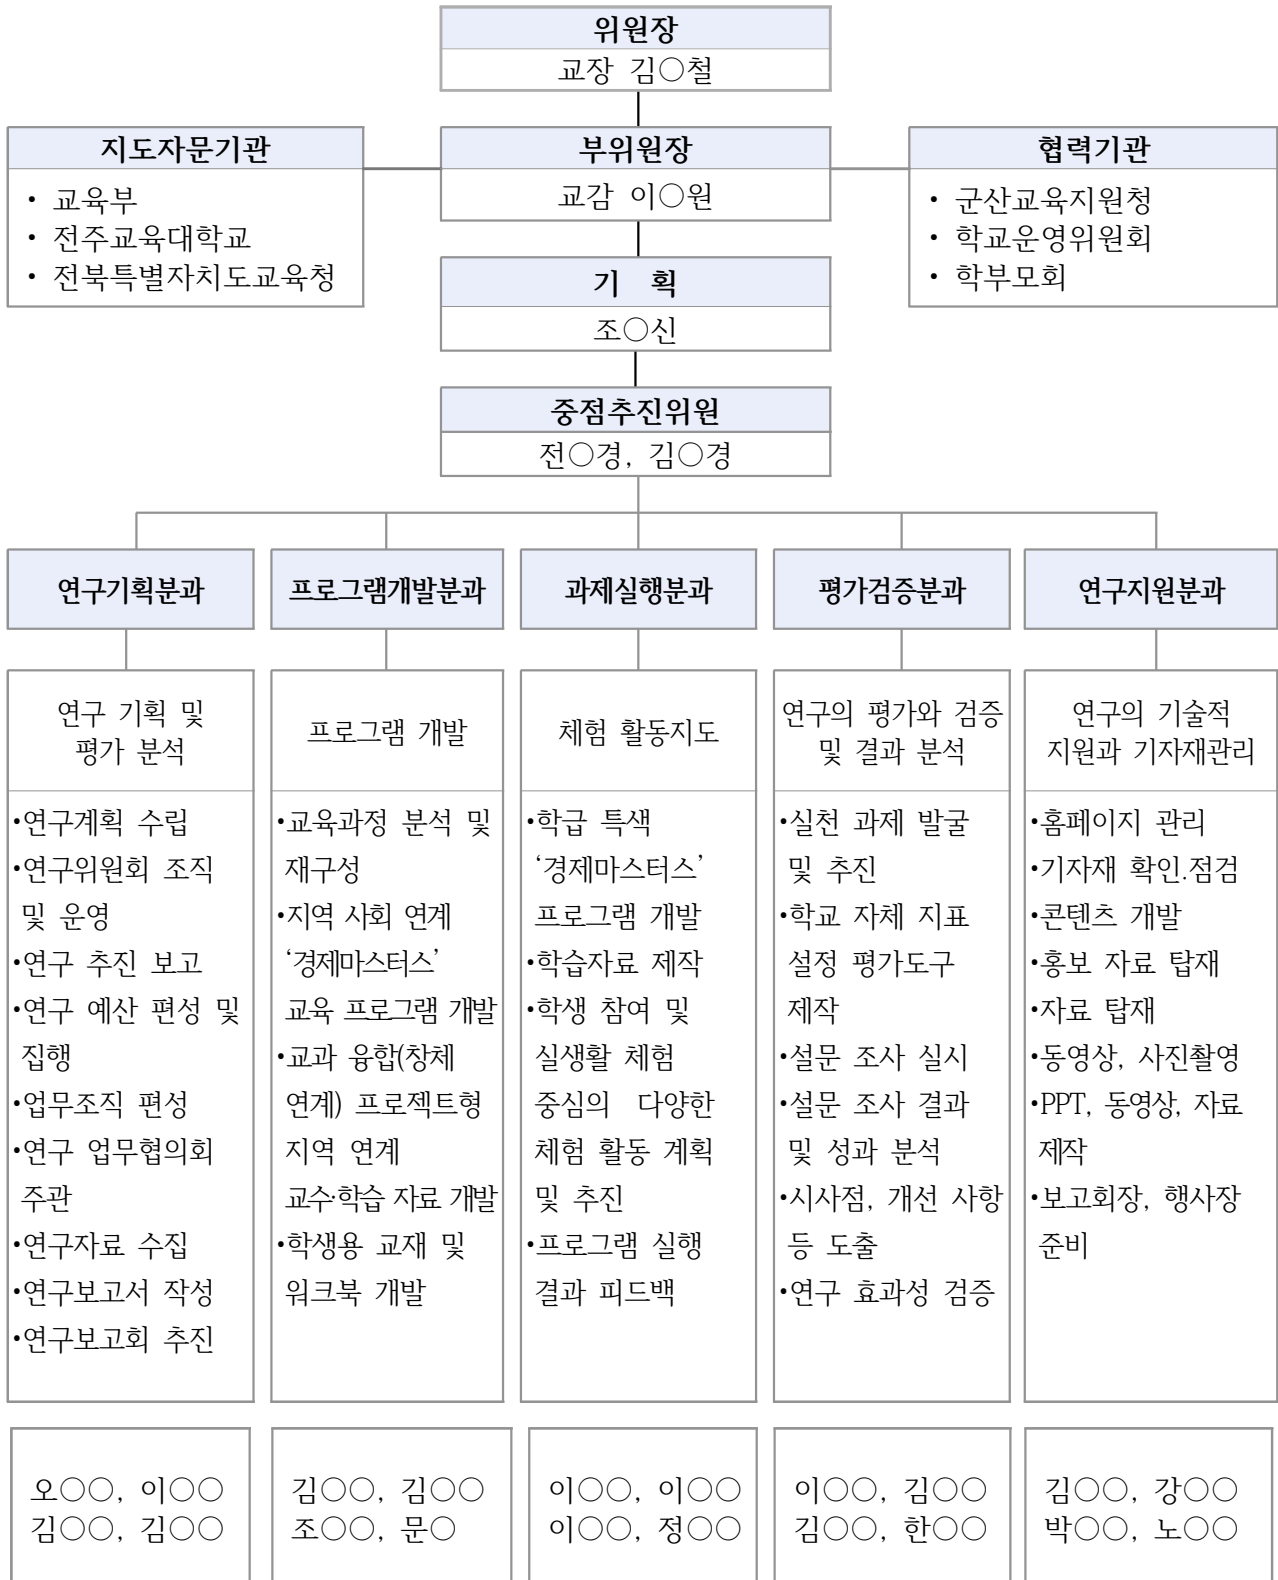 위원장
교장 김○철
지도자문기관
• 교육부
• 전주교육대학교
• 전북특별자치도교육청
부위원장
교감 이○원
협력기관
• 군산교육지원청
• 학교운영위원회
• 학부모회
기 획
조○신
중점추진위원
전○경, 김○경
연구기획분과
연구 기획 및
평가 분석
•연구계획 수립
•연구위원회 조직
및 운영
•연구 추진 보고
•연구 예산 편성 및
집행
•업무조직 편성
•연구 업무협의회
주관
•연구자료 수집
•연구보고서 작성
•연구보고회 추진
오○○, 이○○
김○○, 김○○
프로그램개발분과
프로그램 개발
•교육과정 분석 및
재구성
•지역 사회 연계
‘경제마스터스’
교육 프로그램 개발
•교과 융합(창체
연계) 프로젝트형
지역 연계
교수·학습 자료 개발
•학생용 교재 및
워크북 개발
김○○, 김○○
조○○, 문○
과제실행분과
체험 활동지도
•학급 특색
‘경제마스터스’
프로그램 개발
•학습자료 제작
•학생 참여 및
실생활 체험
중심의 다양한
체험 활동 계획
및 추진
•프로그램 실행
결과 피드백
이○○, 이○○
이○○, 정○○
평가검증분과
연구의 평가와 검증
및 결과 분석
•실천 과제 발굴
및 추진
•학교 자체 지표
설정 평가도구
제작
•설문 조사 실시
•설문 조사 결과
및 성과 분석
•시사점, 개선 사항
등 도출
•연구 효과성 검증
이○○, 김○○
김○○, 한○○
연구지원분과
연구의 기술적
지원과 기자재관리
•홈페이지 관리
•기자재 확인.점검
•콘텐츠 개발
•홍보 자료 탑재
•자료 탑재
•동영상, 사진촬영
•PPT, 동영상, 자료
제작
•보고회장, 행사장
준비
김○○, 강○○
박○○, 노○○